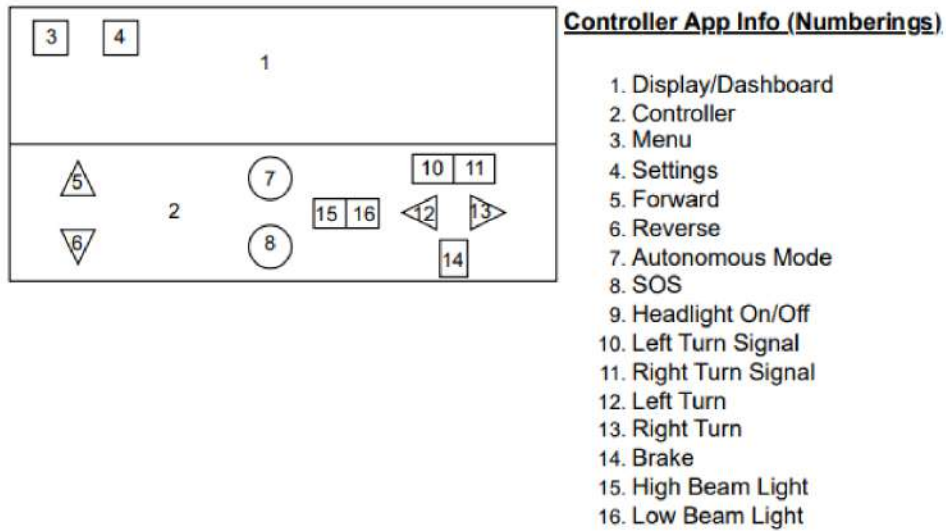 3 4
1
5 7 10 11
2 15 16 12 13
6 8 14
Controller App Info (Numberings)
1. Display/Dashboard
2. Controller
3. Menu
4. Settings
5. Forward
6. Reverse
7. Autonomous Mode
8. SOS
9. Headlight On/Off
10. Left Turn Signal
11. Right Turn Signal
12. Left Turn
13. Right Turn
14. Brake
15. High Beam Light
16. Low Beam Light